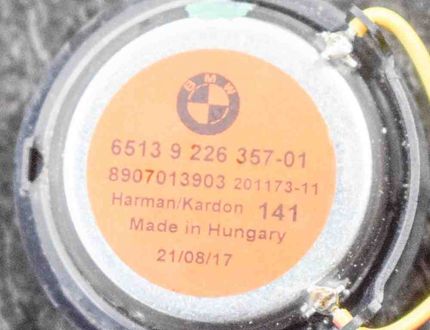 BMW
6513 9 226 357-01
8907013903 201173-11
Harman/Kardon 141
Made in Hungary
21/08/17